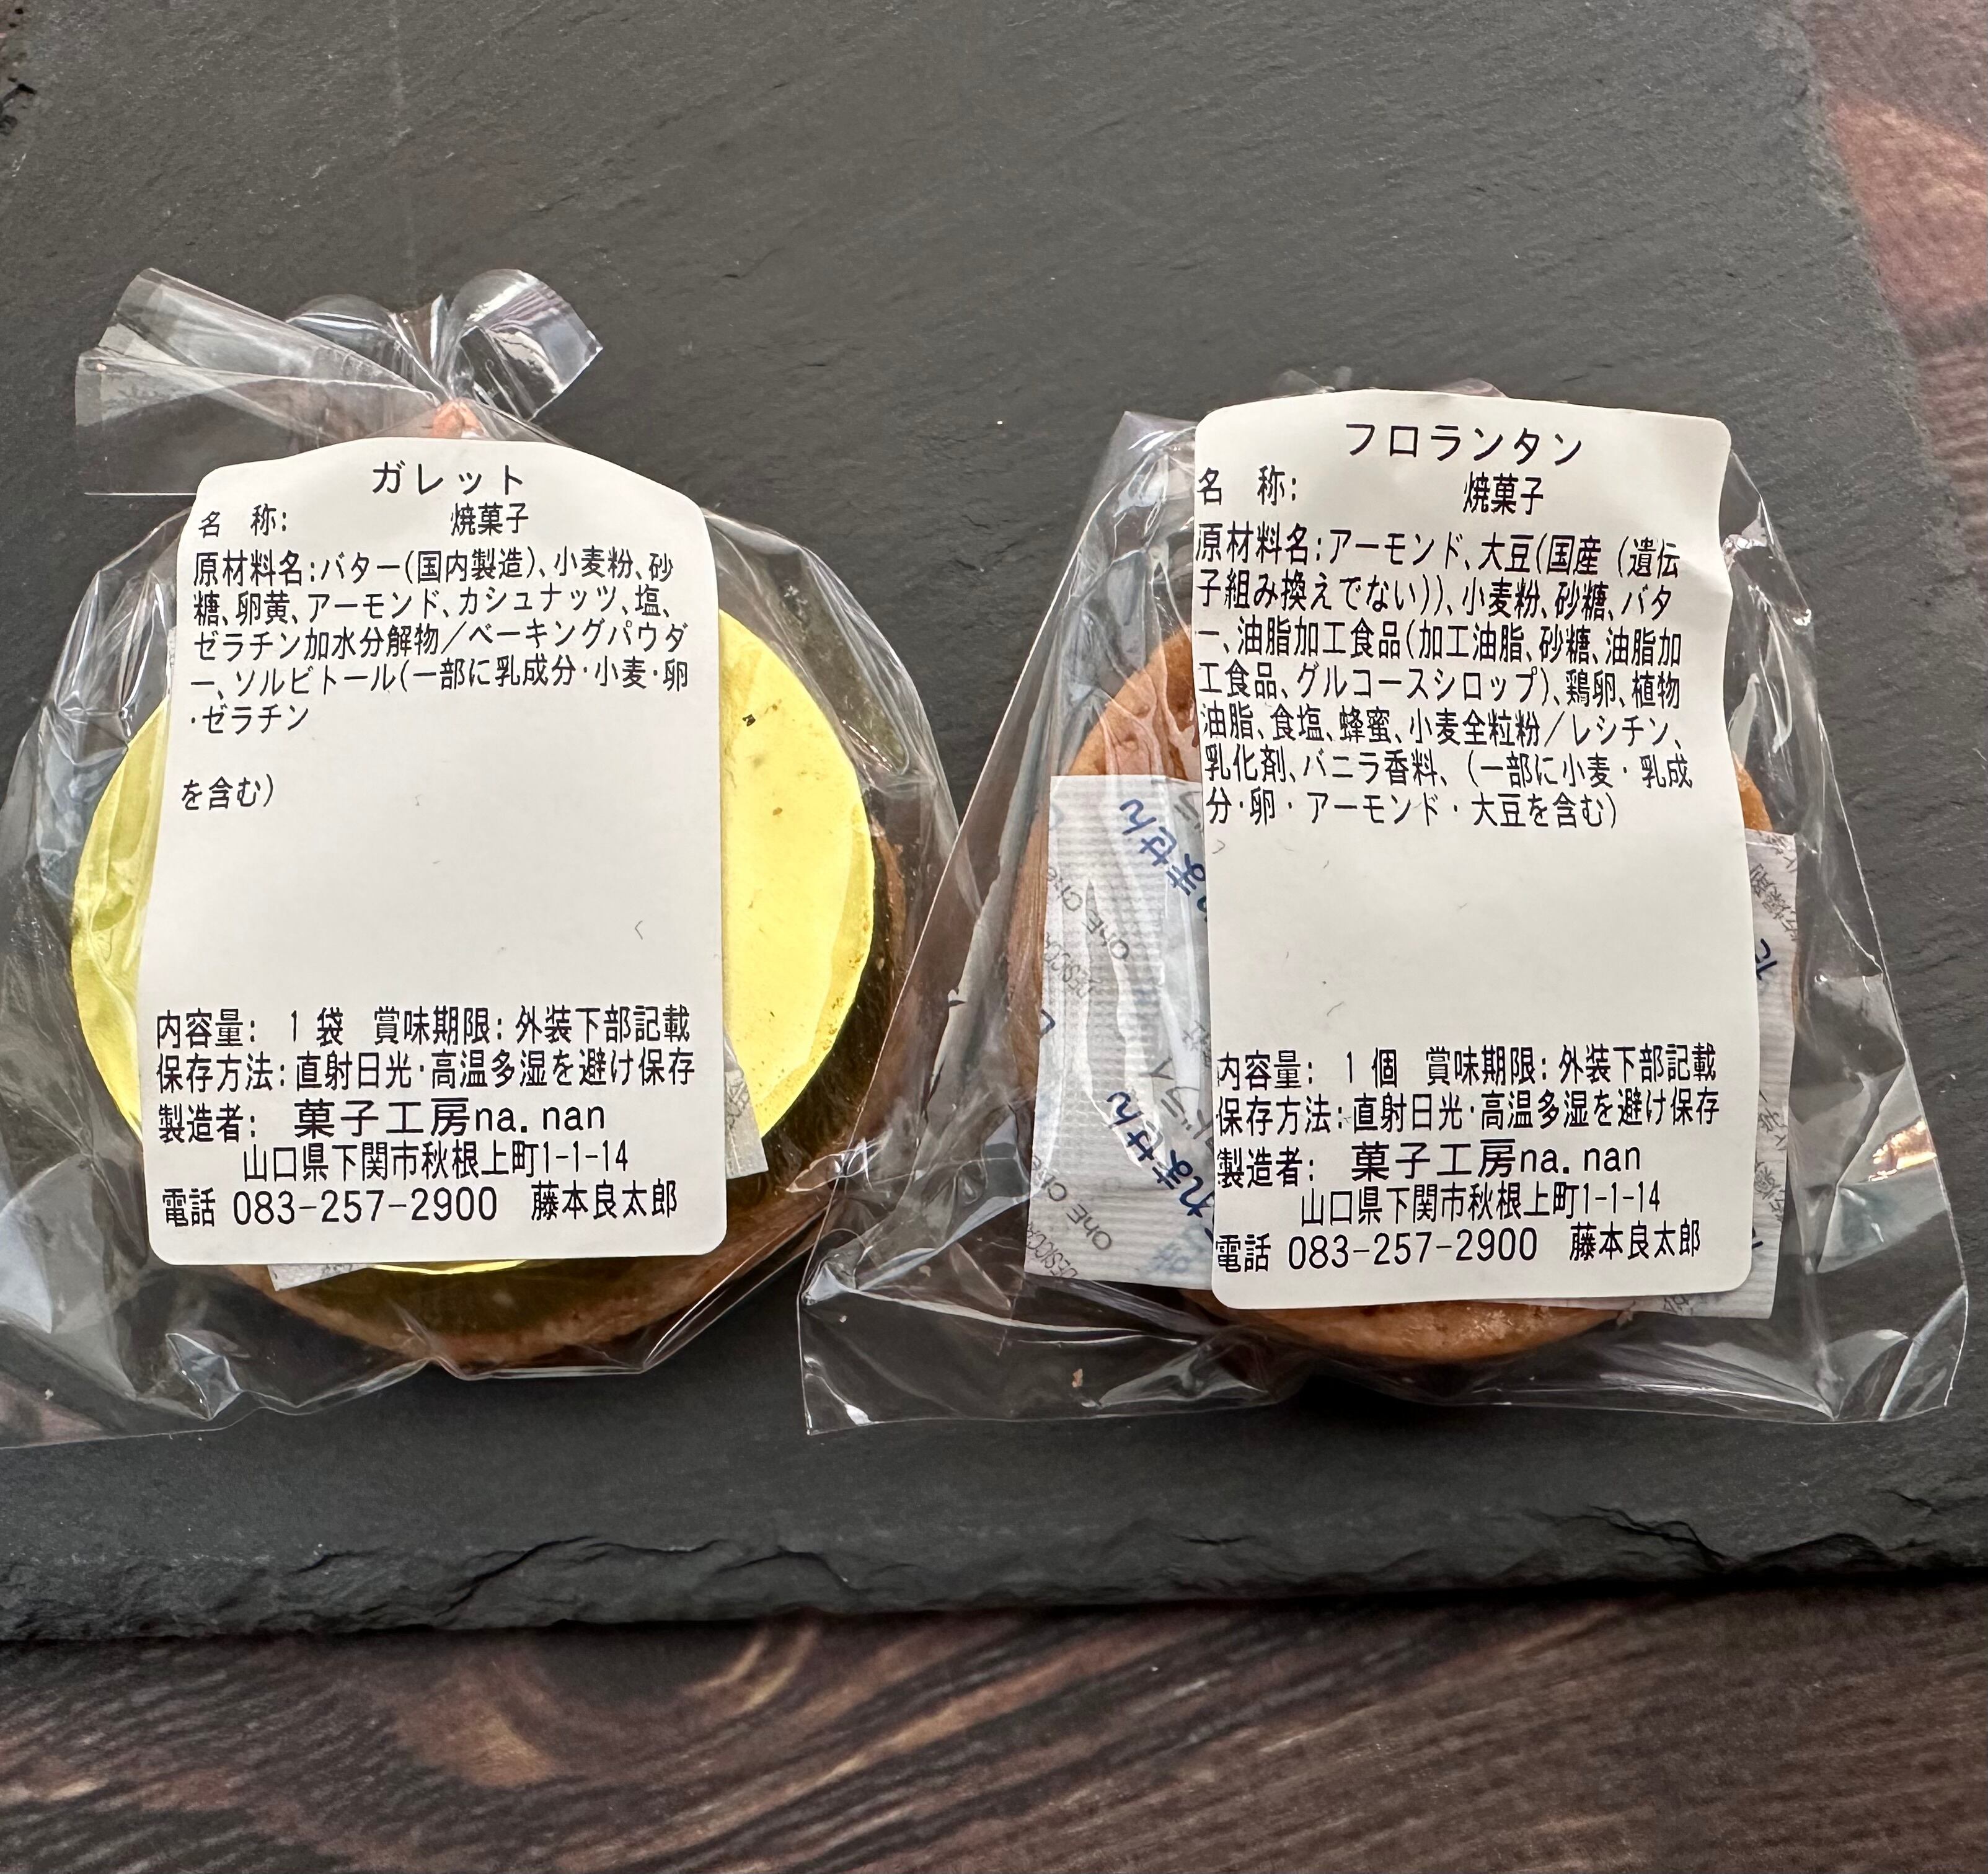 ガレット
名　称:　焼菓子
原材料名:バター(国内製造)、小麦粉、砂
糖、卵黄、アーモンド、カシュナッツ、塩、
ゼラチン加水分解物／ベーキングパウダ
ー、ソルビトール(一部に乳成分・小麦・卵
・ゼラチン
を含む)
内容量:　1 袋　賞味期限:外装下部記載
保存方法:直射日光・高温多湿を避け保存
製造者:　菓子工房na.nan
山口県下関市秋根上町1-1-14
電話 083-257-2900　藤本良太郎
フロランタン
名　称:　焼菓子
原材料名:アーモンド、大豆(国産（遺伝
子組み換えでない))、小麦粉、砂糖、バタ
ー、油脂加工食品(加工油脂、砂糖、油脂加
工食品、グルコースシロップ)、鶏卵、植物
油脂、食塩、蜂蜜、小麦全粒粉／レシチン、
乳化剤、バニラ香料、（一部に小麦・乳成
分・卵・アーモンド・大豆を含む)
内容量:　1 個　賞味期限:外装下部記載
保存方法:直射日光・高温多湿を避け保存
製造者:　菓子工房na.nan
山口県下関市秋根上町1-1-14
電話 083-257-2900　藤本良太郎
ません
れません